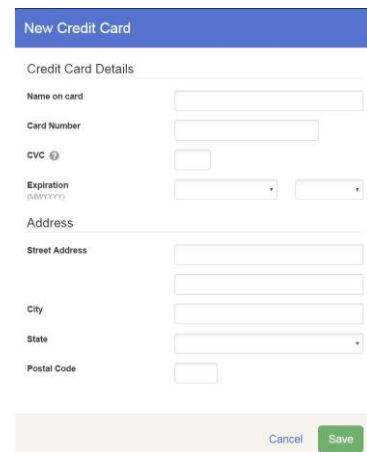 New Credit Card
Credit Card Details
Name on card
Card Number
CVC
Expiration
(MM/YYYY)
Address
Street Address
City
State
Postal Code
Cancel Save